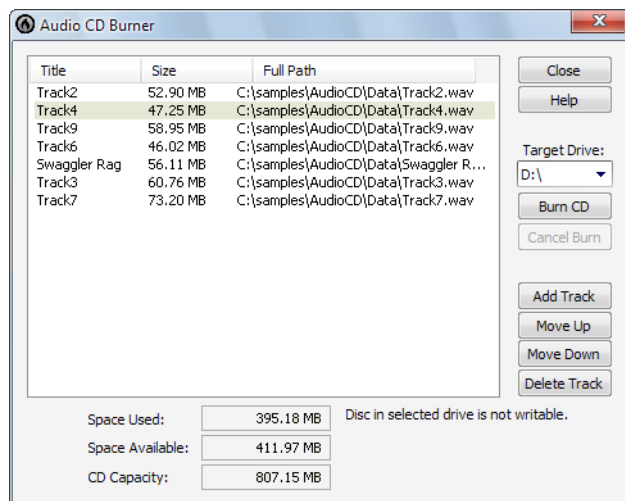 Audio CD Burner
Title Size Full Path
Track2 52.90 MB C:\samples\AudioCD\Data\Track2.wav
Track4 47.25 MB C:\samples\AudioCD\Data\Track4.wav
Track9 58.95 MB C:\samples\AudioCD\Data\Track9.wav
Track6 46.02 MB C:\samples\AudioCD\Data\Track6.wav
Swaggler Rag 56.11 MB C:\samples\AudioCD\Data\Swaggler R...
Track3 60.76 MB C:\samples\AudioCD\Data\Track3.wav
Track7 73.20 MB C:\samples\AudioCD\Data\Track7.wav
Close
Help
Target Drive:
D:\
Burn CD
Cancel Burn
Add Track
Move Up
Move Down
Delete Track
Space Used: 395.18 MB Disc in selected drive is not writable.
Space Available: 411.97 MB
CD Capacity: 807.15 MB